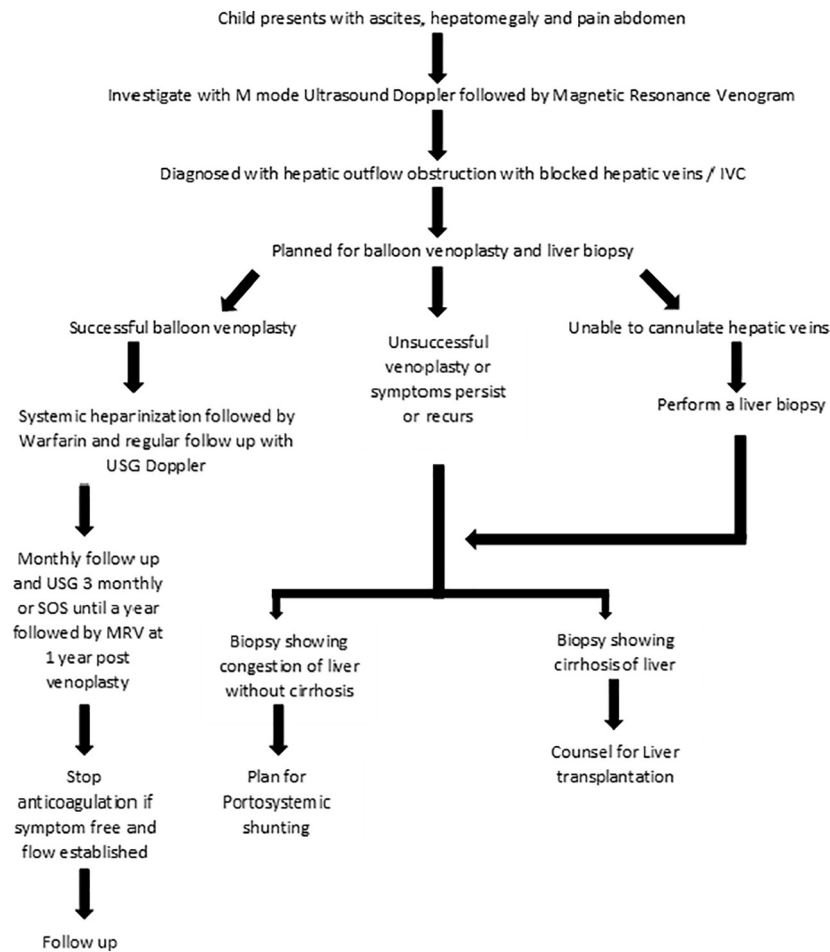 Child presents with ascites, hepatomegaly and pain abdomen
Investigate with M mode Ultrasound Doppler followed by Magnetic Resonance Venogram
Diagnosed with hepatic outflow obstruction with blocked hepatic veins / IVC
Planned for balloon venoplasty and liver biopsy
Successful balloon venoplasty
Systemic heparinization followed by
Warfarin and regular follow up with
USG Doppler
Monthly follow up
and USG 3 monthly
or SOS until a year
followed by MRV at
1 year post
venoplasty
Stop
anticoagulation if
symptom free and
flow established
Follow up
Unsuccessful
venoplasty or
symptoms persist
or recurs
Unable to cannulate hepatic veins
Perform a liver biopsy
Biopsy showing
congestion of liver
without cirrhosis
Plan for
Portosystemic
shunting
Biopsy showing
cirrhosis of liver
Counsel for Liver
transplantation